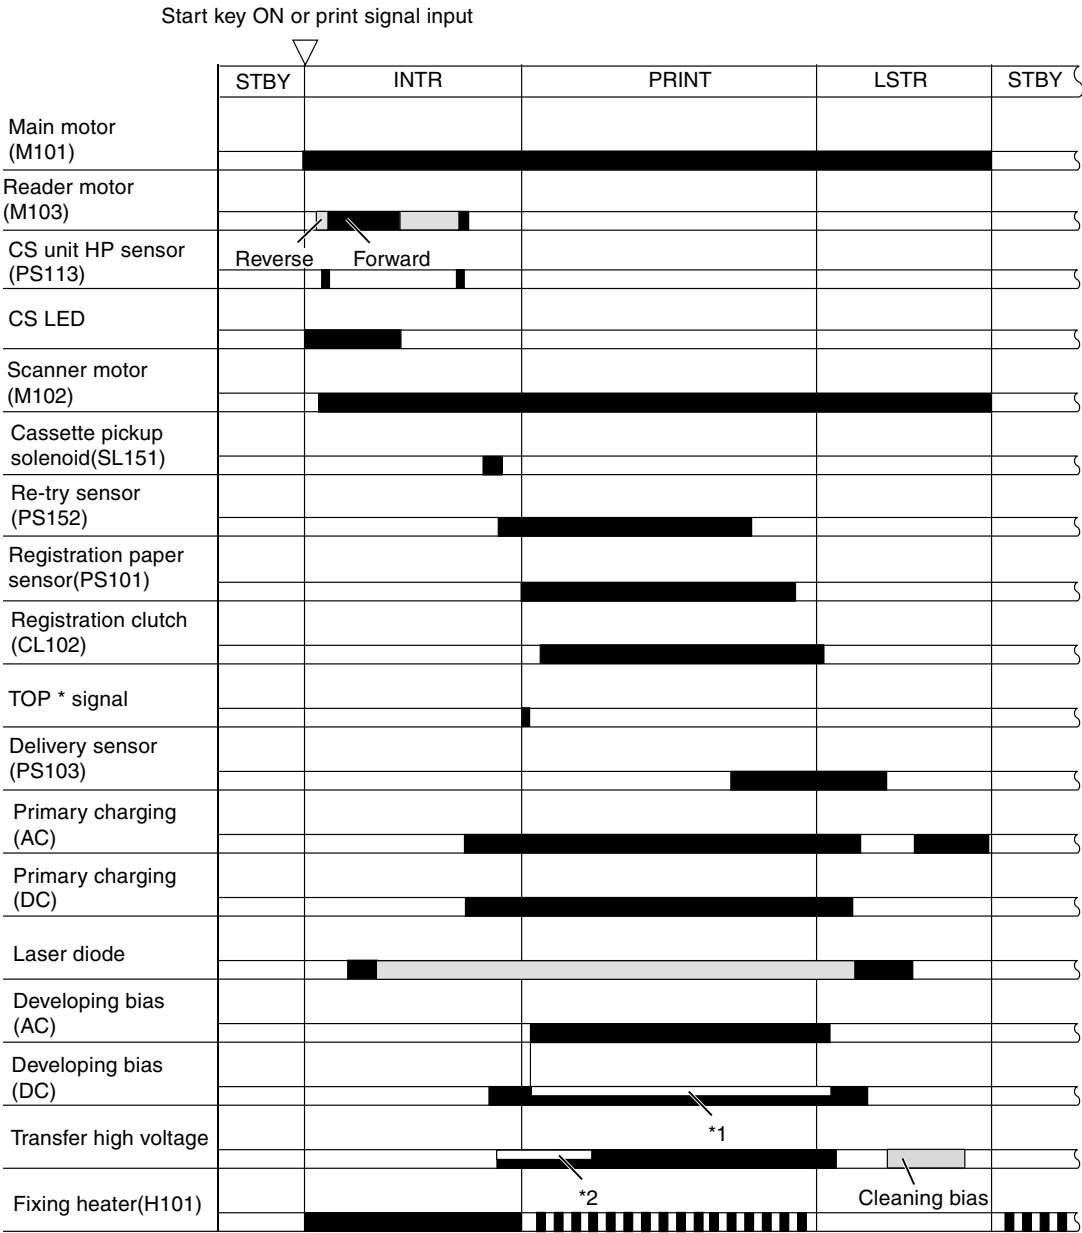 Start key ON or print signal input
STBY INTR PRINT LSTR STBY
Main motor
(M101)
Reader motor
(M103)
Reverse Forward
CS unit HP sensor
(PS113)
CS LED
Scanner motor
(M102)
Cassette pickup
solenoid(SL151)
Re-try sensor
(PS152)
Registration paper
sensor(PS101)
Registration clutch
(CL102)
TOP * signal
Delivery sensor
(PS103)
Primary charging
(AC)
Primary charging
(DC)
Laser diode
Developing bias
(AC)
Developing bias
(DC)
*1
Transfer high voltage
*2
Cleaning bias
Fixing heater(H101)